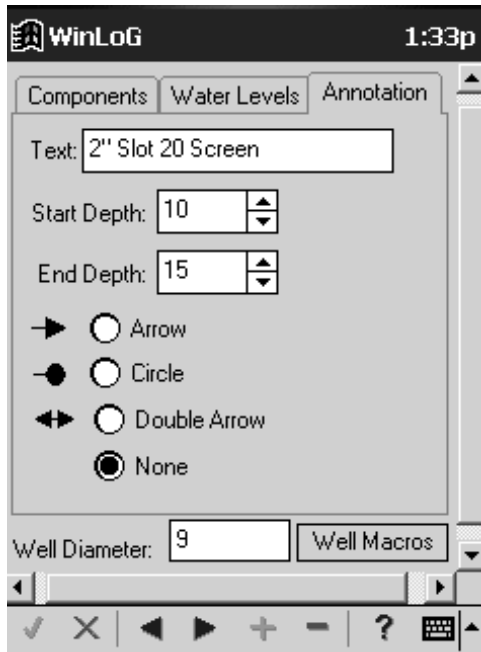 WinLoG 1:33p
Components Water Levels Annotation
Text: 2" Slot 20 Screen
Start Depth: 10
End Depth: 15
Arrow
Circle
Double Arrow
None
Well Diameter: 9 Well Macros
?